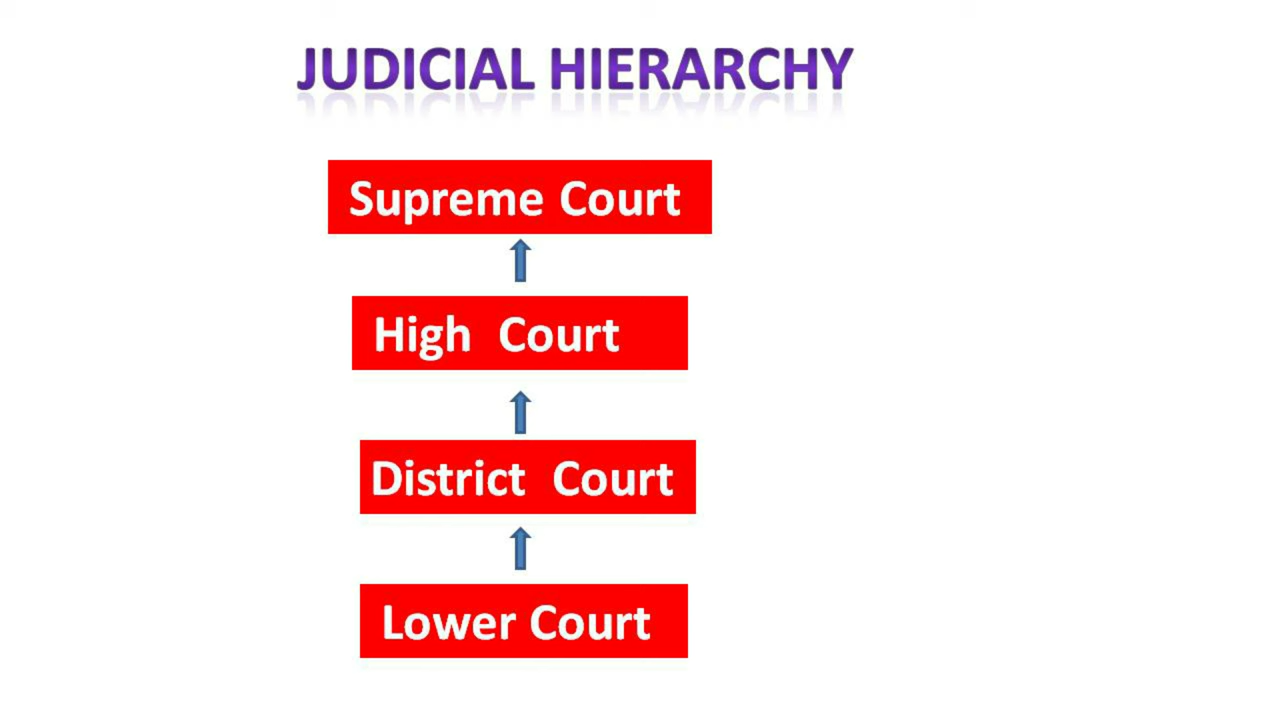 JUDICIAL HIERARCHY
Supreme Court
High Court
District Court
Lower Court